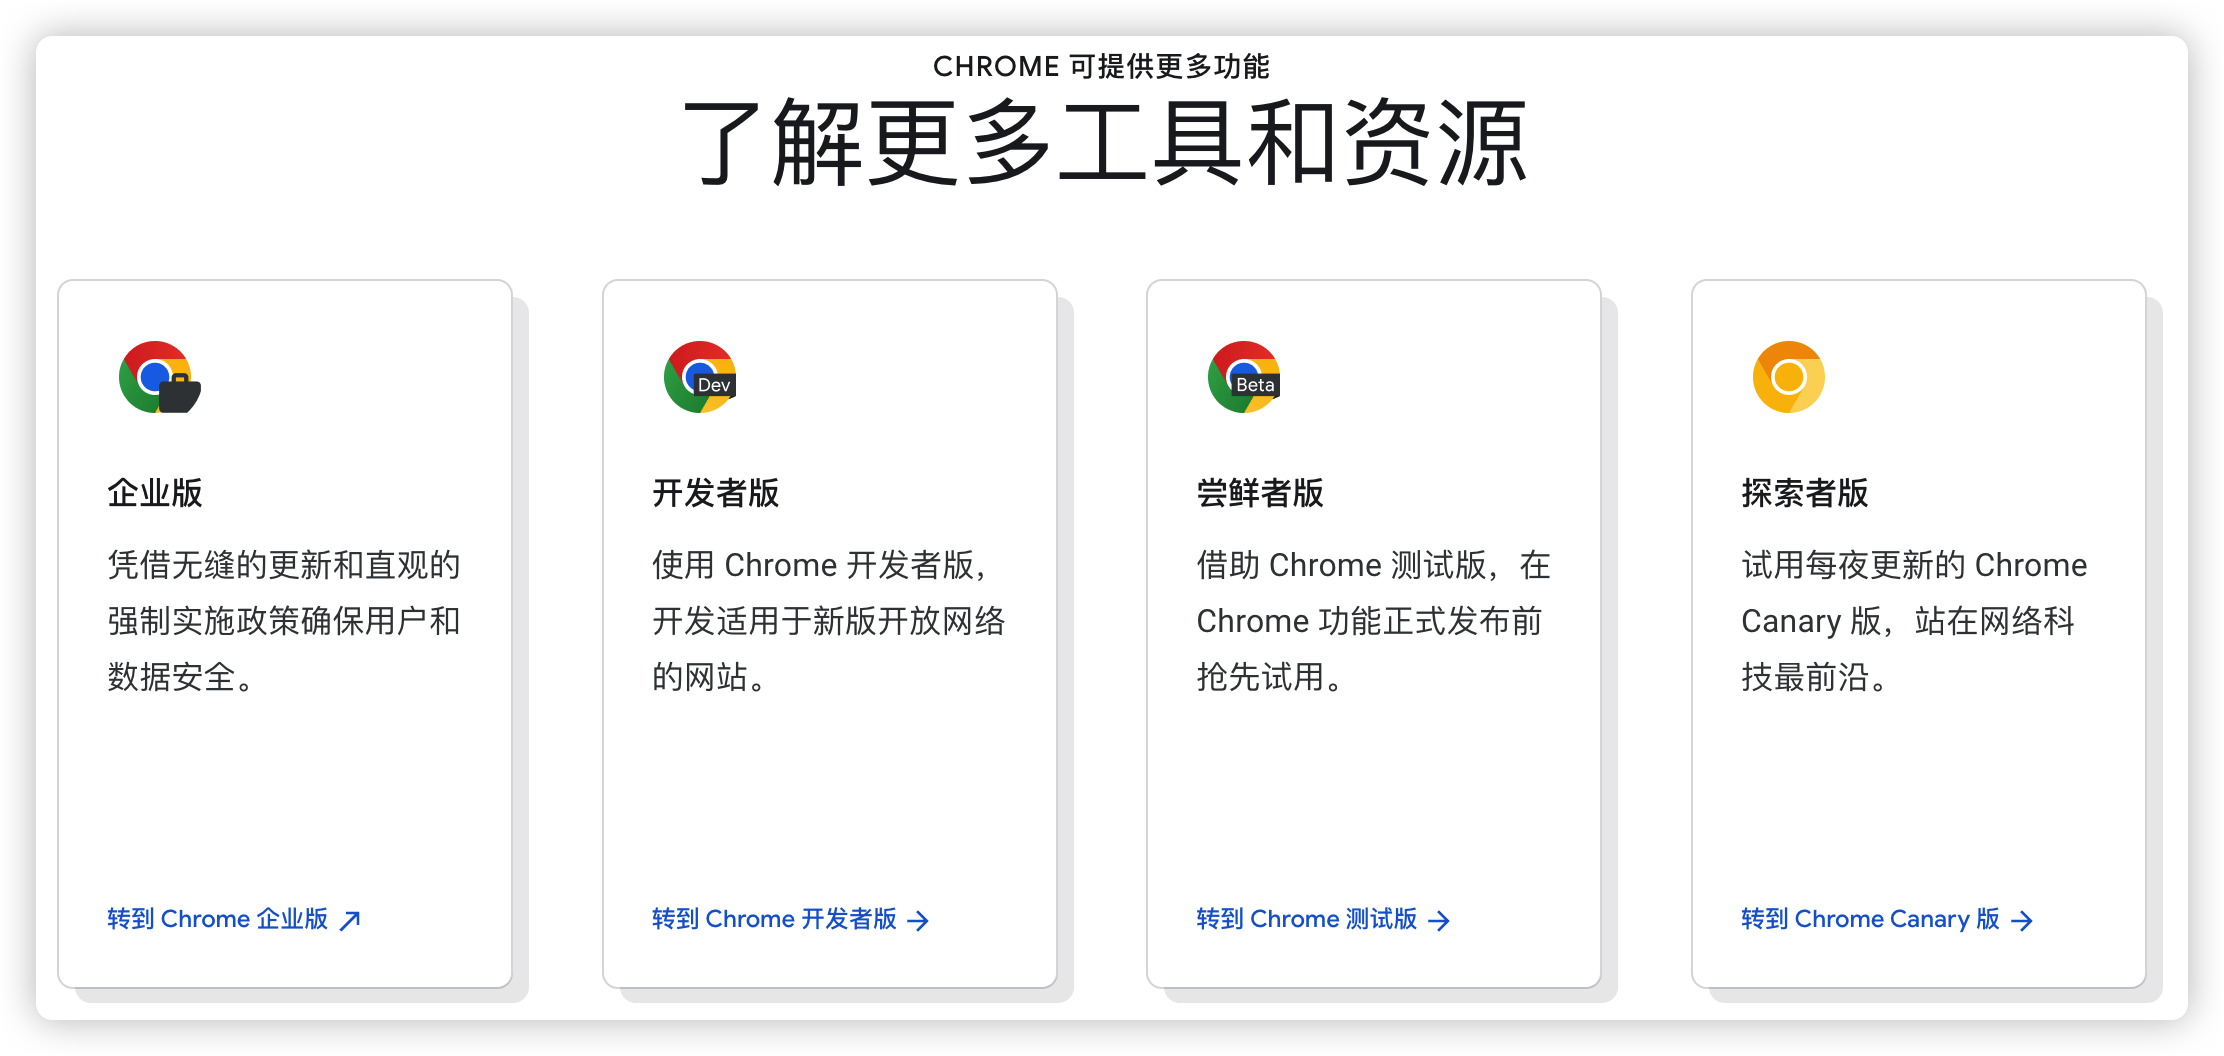 CHROME 可提供更多功能
了解更多工具和资源
企业版
凭借无缝的更新和直观的
强制实施政策确保用户和
数据安全。
转到 Chrome 企业版
Dev
开发者版
使用 Chrome 开发者版，
开发适用于新版开放网络
的网站。
转到 Chrome 开发者版
Beta
尝鲜者版
借助 Chrome 测试版，在
Chrome 功能正式发布前
抢先试用。
转到 Chrome 测试版
探索者版
试用每夜更新的 Chrome
Canary 版，站在网络科
技最前沿。
转到 Chrome Canary 版